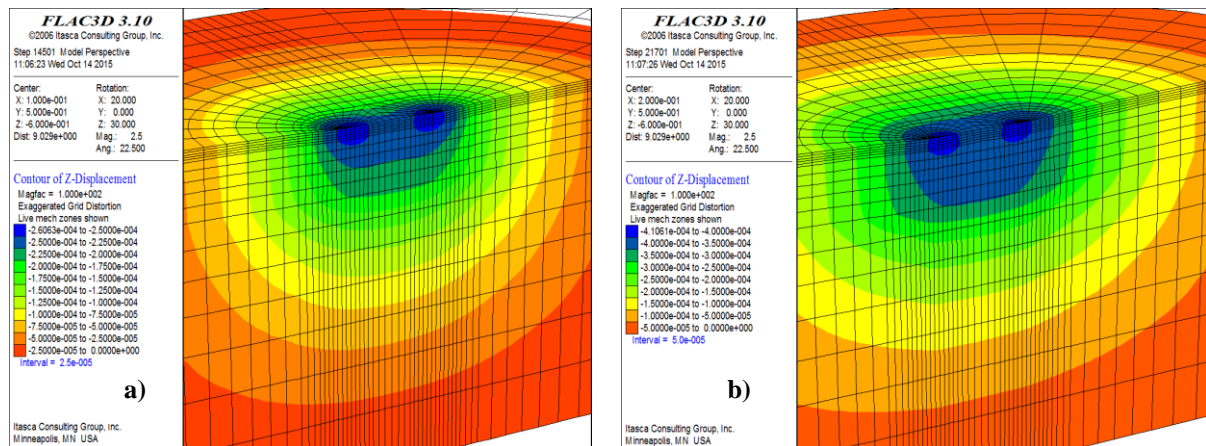 FLAC3D 3.10
©2006 Itasca Consulting Group, Inc.
Step 14501 Model Perspective
11:06:23 Wed Oct 14 2015
Center: Rotation:
X: 1.000e-001 X: 20.000
Y: 5.000e-001 Y: 0.000
Z: -6.000e-001 Z: 30.000
Dist: 9.029e+000 Mag.: 2.5
Ang.: 22.500
Contour of Z-Displacement
Magfac = 1.000e+002
Exaggerated Grid Distortion
Live mech zones shown
-2.6063e-004 to -2.5000e-004
-2.5000e-004 to -2.2500e-004
-2.2500e-004 to -2.0000e-004
-2.0000e-004 to -1.7500e-004
-1.7500e-004 to -1.5000e-004
-1.5000e-004 to -1.2500e-004
-1.2500e-004 to -1.0000e-004
-1.0000e-004 to -7.5000e-005
-7.5000e-005 to -5.0000e-005
-5.0000e-005 to -2.5000e-005
-2.5000e-005 to 0.0000e+000
Interval = 2.5e-005
a)
Itasca Consulting Group, Inc.
Minneapolis, MN USA
FLAC3D 3.10
©2006 Itasca Consulting Group, Inc.
Step 21701 Model Perspective
11:07:26 Wed Oct 14 2015
Center: Rotation:
X: 2.000e-001 X: 20.000
Y: 5.000e-001 Y: 0.000
Z: -6.000e-001 Z: 30.000
Dist: 9.029e+000 Mag.: 2.5
Ang.: 22.500
Contour of Z-Displacement
Magfac = 1.000e+002
Exaggerated Grid Distortion
Live mech zones shown
-4.1061e-004 to -4.0000e-004
-4.0000e-004 to -3.5000e-004
-3.5000e-004 to -3.0000e-004
-3.0000e-004 to -2.5000e-004
-2.5000e-004 to -2.0000e-004
-2.0000e-004 to -1.5000e-004
-1.5000e-004 to -1.0000e-004
-1.0000e-004 to -5.0000e-005
-5.0000e-005 to 0.0000e+000
Interval = 5.0e-005
b)
Itasca Consulting Group, Inc.
Minneapolis, MN USA